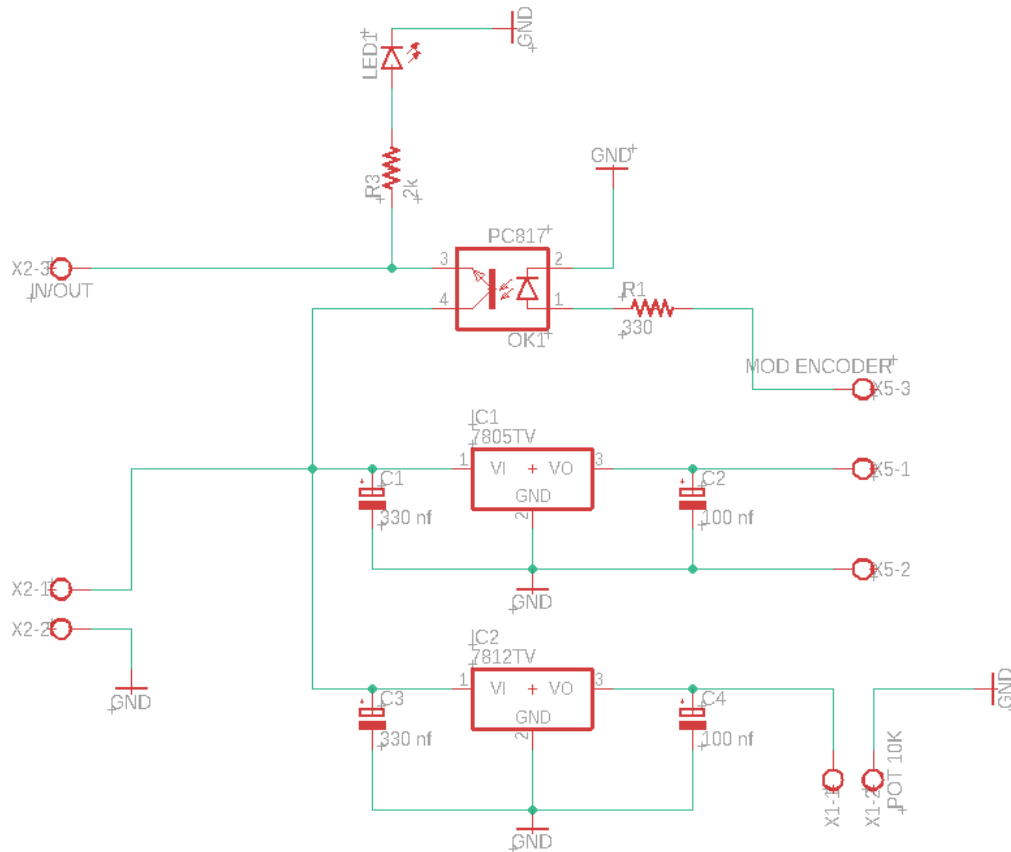 GND
LED1
R3
2k
GND
PC817
3
2
4
1
OK1
X2-3
IN/OUT
R1
330
MOD ENCODER
X5-3
IC1
7805TV
1
VI
VO
3
GND
2
C1
330 nf
C2
100 nf
X5-1
X5-2
GND
X2-1
X2-2
GND
IC2
7812TV
1
VI
VO
3
GND
2
C3
330 nf
C4
100 nf
GND
GND
X1-1
X1-2
POT 10K